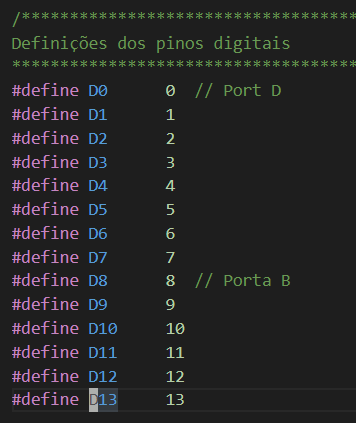 /***********************************
Definições dos pinos digitais
************************************
#define D0 0 // Port D
#define D1 1
#define D2 2
#define D3 3
#define D4 4
#define D5 5
#define D6 6
#define D7 7
#define D8 8 // Porta B
#define D9 9
#define D10 10
#define D11 11
#define D12 12
#define D13 13